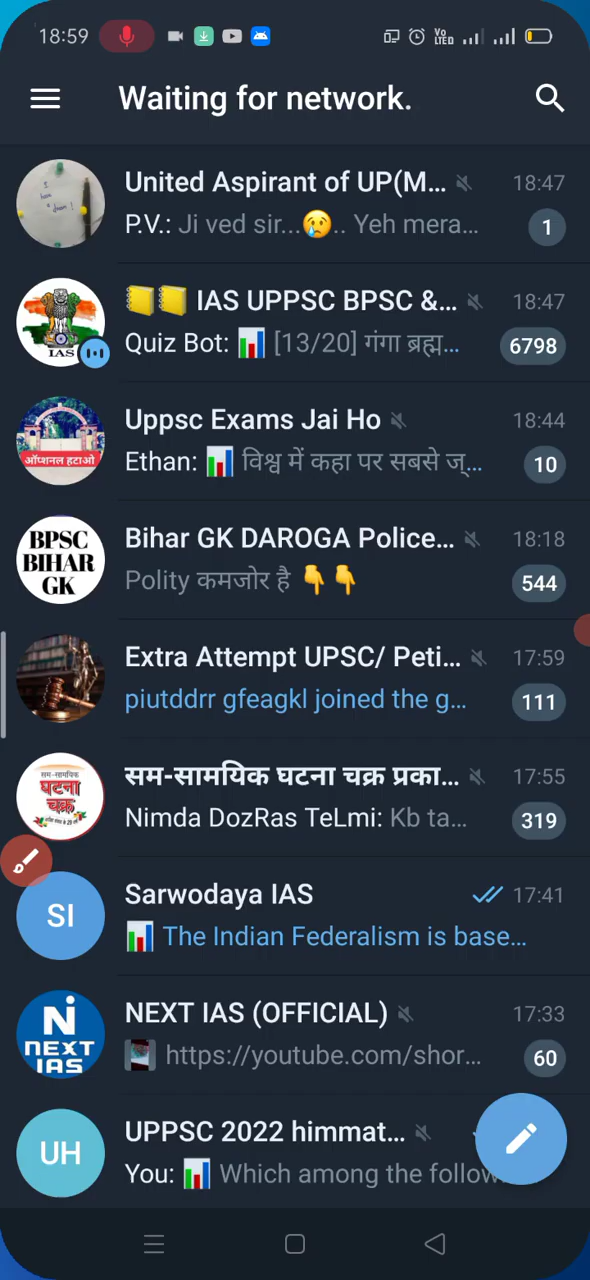 18:59 Vo LTED
Waiting for network.
United Aspirant of UP(M... 18:47
P.V.: Ji ved sir...😢.. Yeh mera... 1
📒📒 IAS UPPSC BPSC &... 18:47
IAS
Quiz Bot: 📊 [13/20] गंगा ब्रह्म... 6798
Uppsc Exams Jai Ho 18:44
ऑप्शनल हटाओ
Ethan: 📊 विश्व में कहा पर सबसे ज्... 10
BPSC
BIHAR
GK
Bihar GK DAROGA Police... 18:18
Polity कमजोर है 👇👇 544
Extra Attempt UPSC/ Peti... 17:59
piutddrr gfeagkl joined the g... 111
सम-सामयिक
घटना
चक्र
सम-सामयिक घटना चक्र प्रका... 17:55
Nimda DozRas TeLmi: Kb ta... 319
SI
Sarwodaya IAS 17:41
📊 The Indian Federalism is base...
N
NEXT
IAS
NEXT IAS (OFFICIAL) 17:33
https://youtube.com/shor... 60
UH
UPPSC 2022 himmat...
You: 📊 Which among the follow